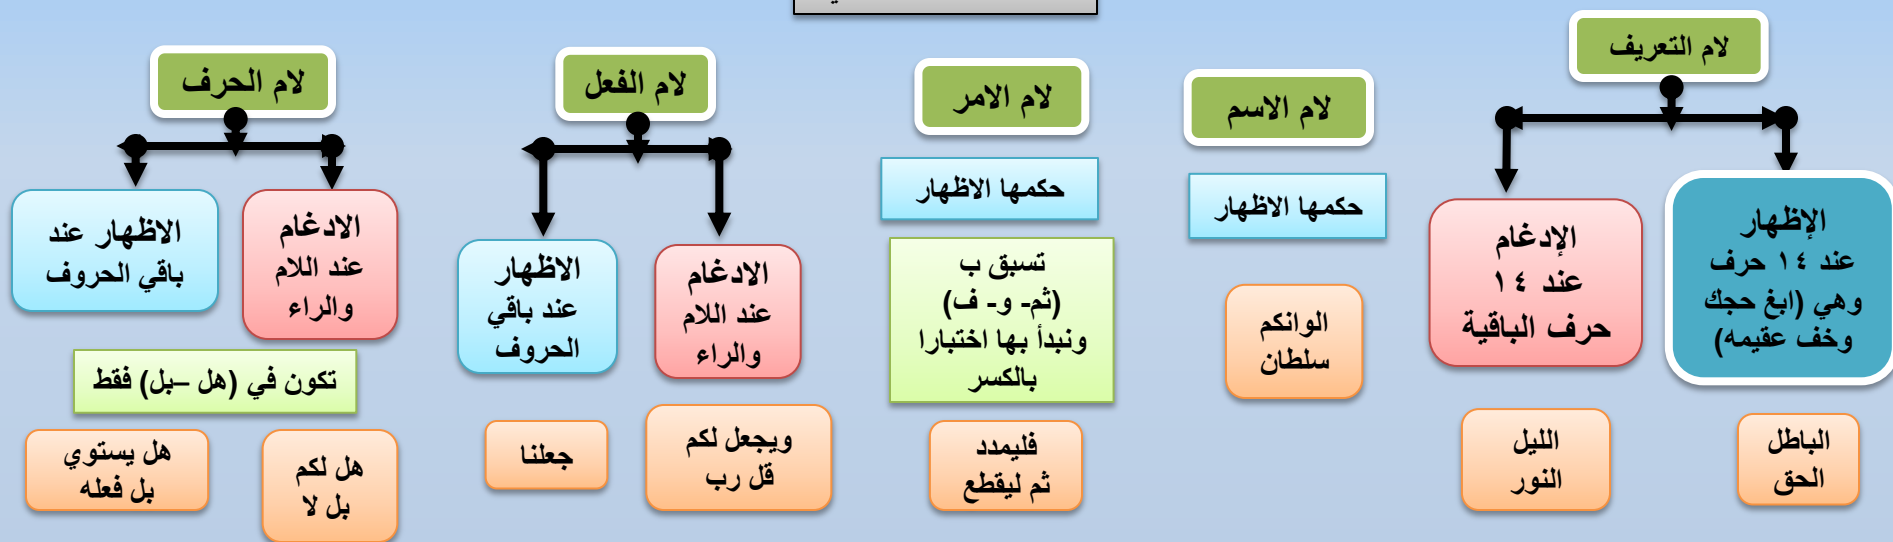 لام التعريف
الإظهار
عند ١٤ حرف
وهي (ابغ حجك
وخف عقيمه)
الباطل
الحق
الإدغام
عند ١٤
حرف الباقية
الليل
النور
لام الاسم
حكمها الاظهار
الوانكم
سلطان
لام الامر
حكمها الاظهار
تسبق ب
(ثم- و- ف)
ونبدأ بها اختبارا
بالكسر
فليمدد
ثم ليقطع
لام الفعل
الادغام
عند اللام
والراء
ويجعل لكم
قل رب
الاظهار
عند باقي
الحروف
جعلنا
لام الحرف
الادغام
عند اللام
والراء
الاظهار عند
باقي الحروف
تكون في (هل –بل) فقط
هل لكم
بل لا
هل يستوي
بل فعله